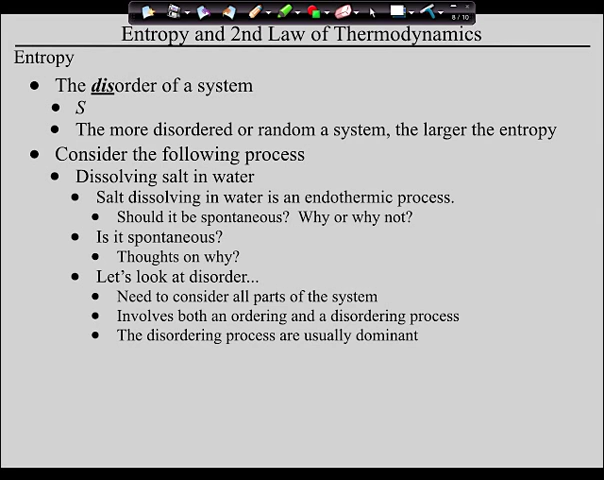 8 / 10
Entropy and 2nd Law of Thermodynamics
Entropy
• The disorder of a system
• S
• The more disordered or random a system, the larger the entropy
• Consider the following process
• Dissolving salt in water
• Salt dissolving in water is an endothermic process.
• Should it be spontaneous? Why or why not?
• Is it spontaneous?
• Thoughts on why?
• Let's look at disorder...
• Need to consider all parts of the system
• Involves both an ordering and a disordering process
• The disordering process are usually dominant